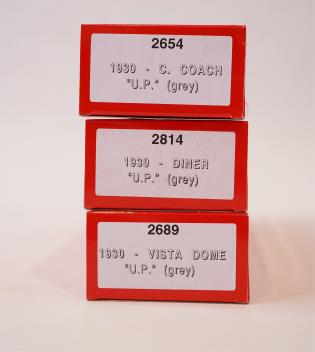 2654
1930 - C. COACH
"U.P." (grey)
2814
1930 - DINER
"U.P." (grey)
2689
1930 - VISTA DOME
"U.P." (grey)